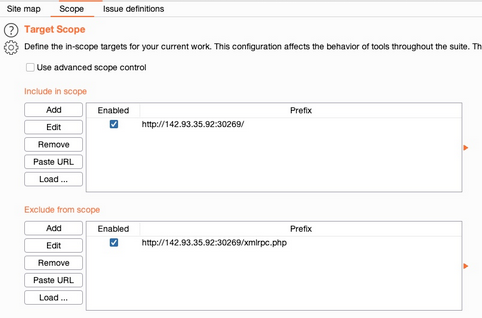 Site map Scope Issue definitions
Target Scope
Define the in-scope targets for your current work. This configuration affects the behavior of tools throughout the suite. Th
Use advanced scope control
Include in scope
Add
Edit
Remove
Paste URL
Load ...
Enabled Prefix
http://142.93.35.92:30269/
Exclude from scope
Add
Edit
Remove
Paste URL
Load ...
Enabled Prefix
http://142.93.35.92:30269/xmlrpc.php